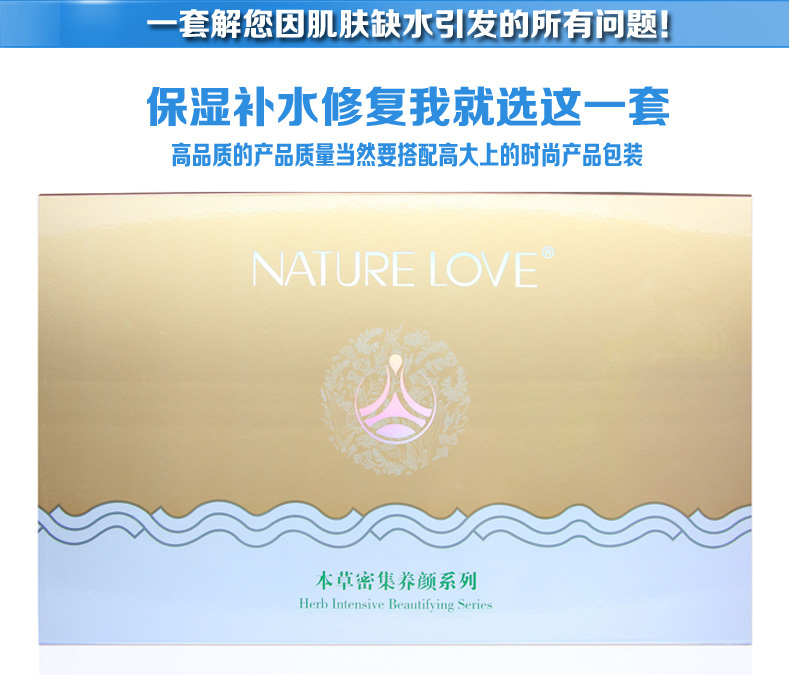 一套解您因肌肤缺水引发的所有问题!
保湿补水修复我就选这一套
高品质的产品质量当然要搭配高大上的时尚产品包装
NATURE LOVE®
本草密集养颜系列
Herb Intensive Beautifying Series